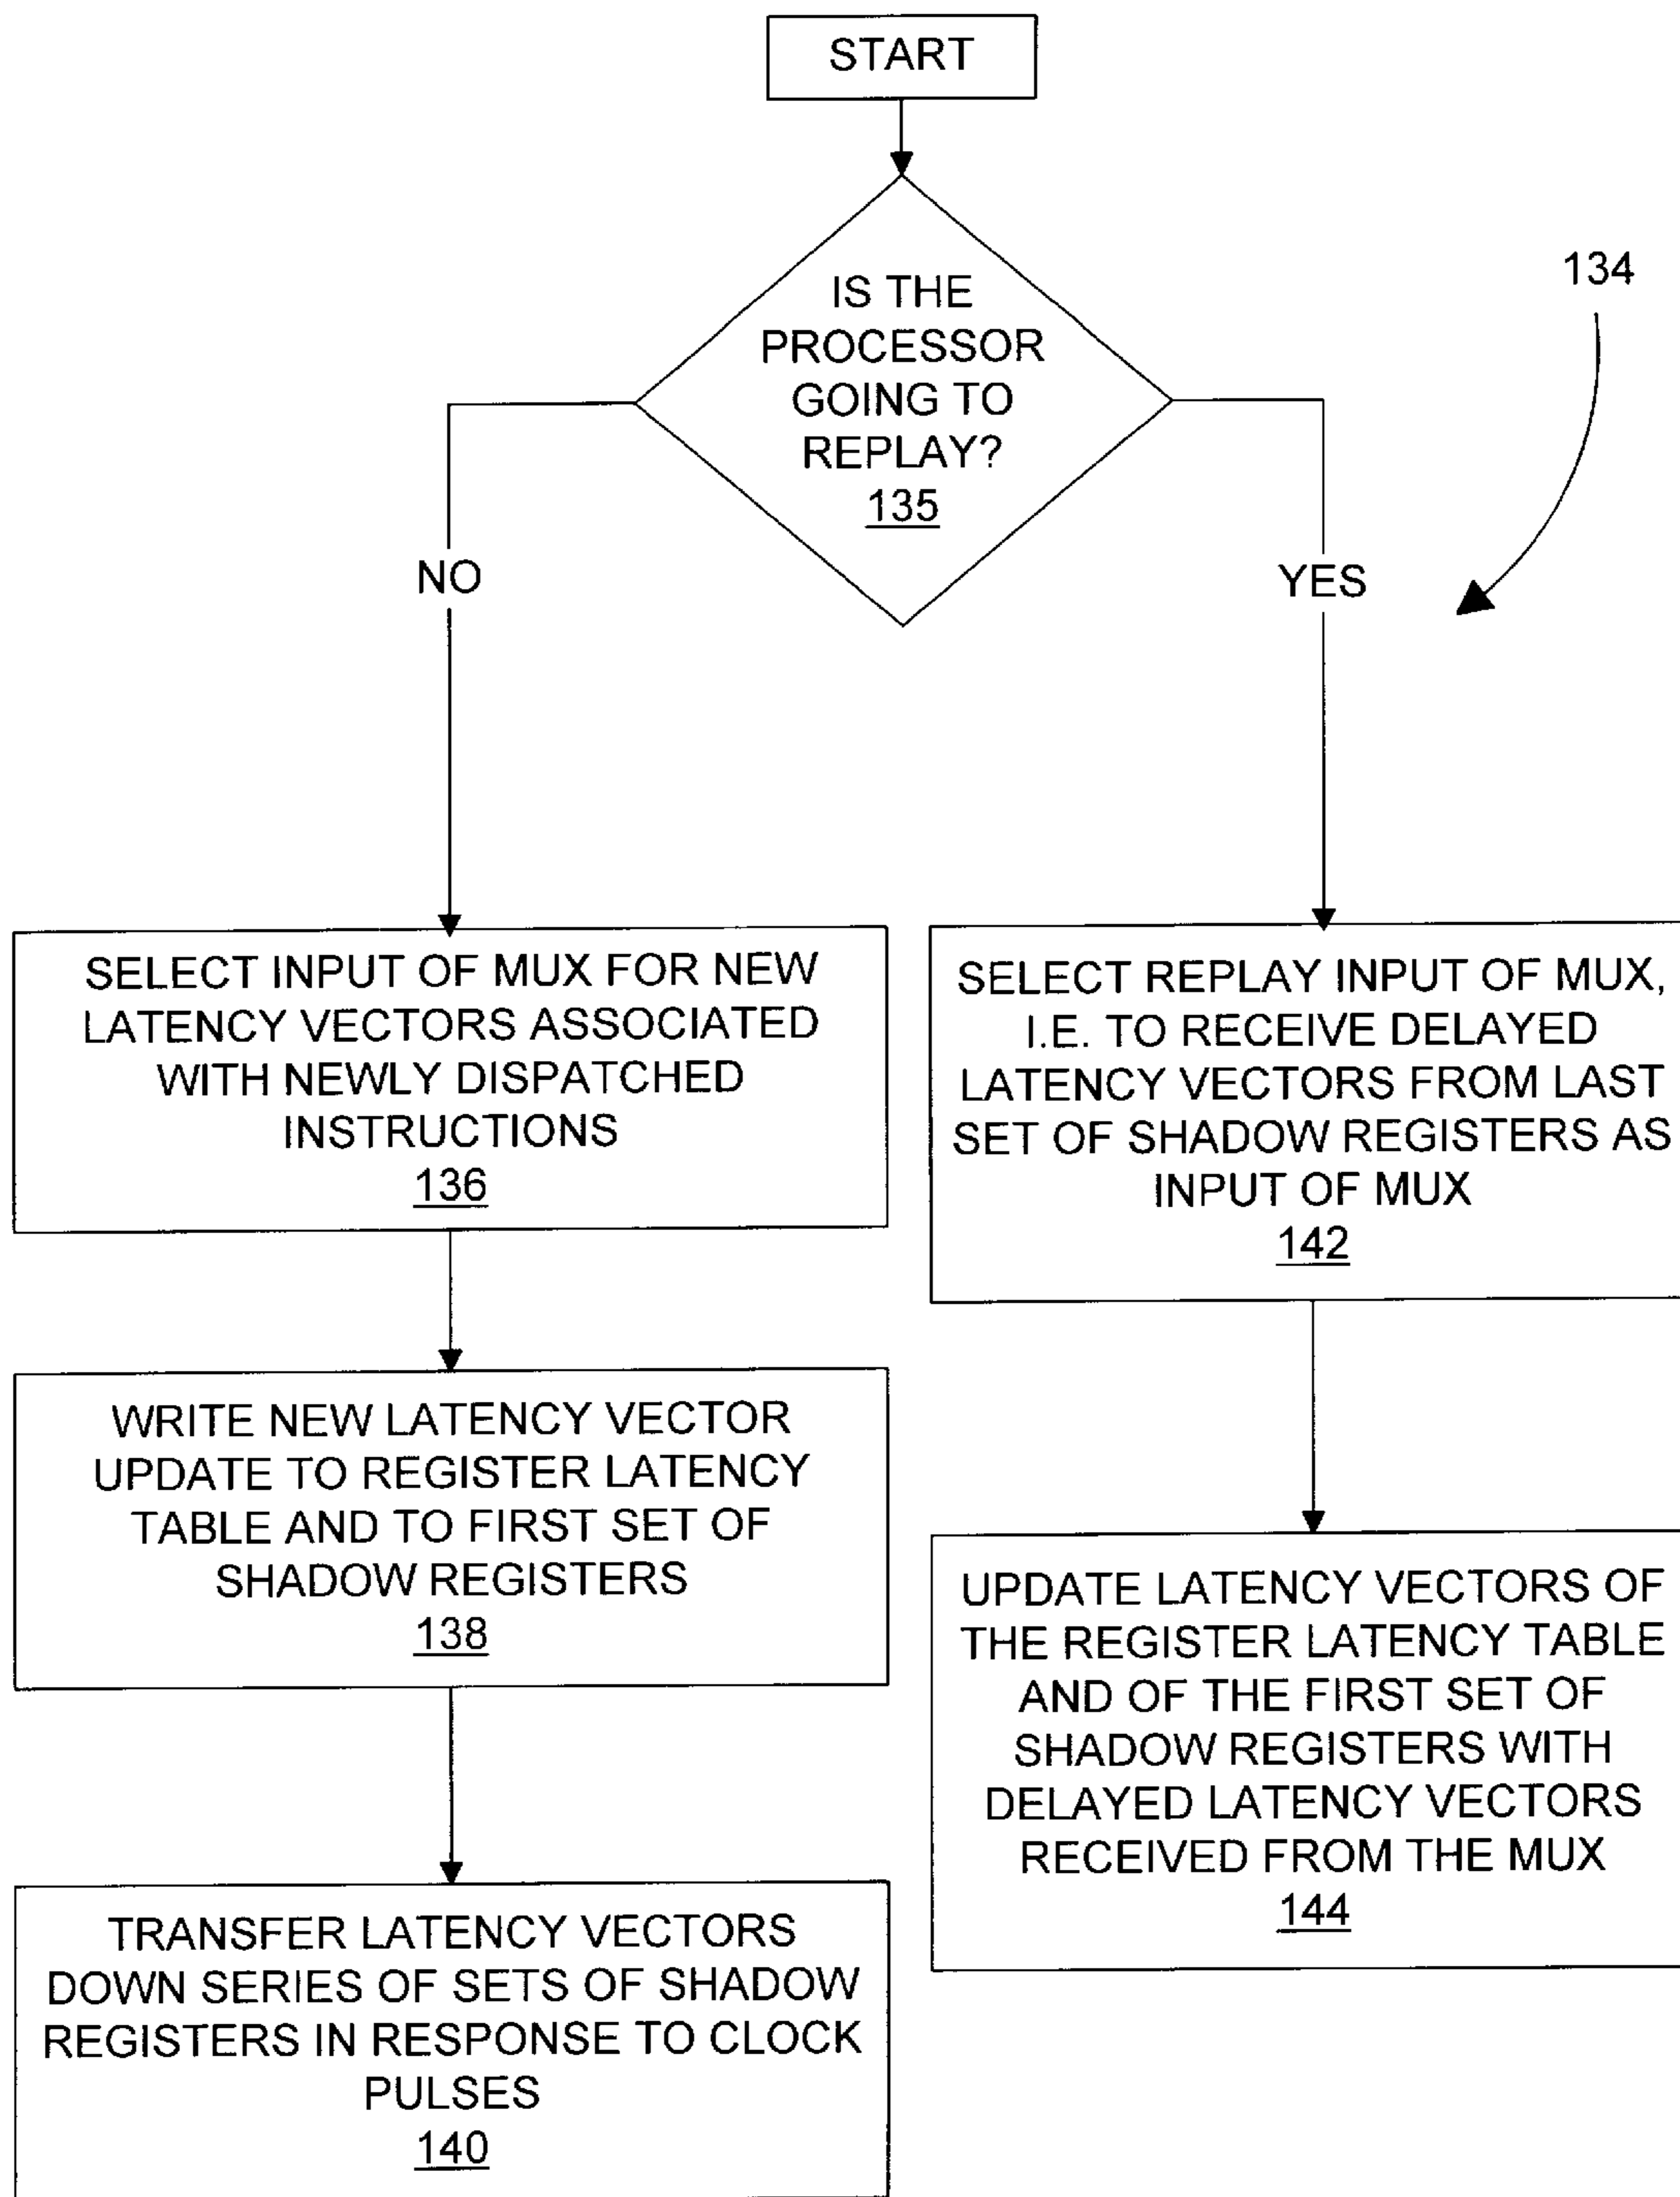 START
IS THE
PROCESSOR
GOING TO
REPLAY?
135
134
NO
YES
SELECT INPUT OF MUX FOR NEW
LATENCY VECTORS ASSOCIATED
WITH NEWLY DISPATCHED
INSTRUCTIONS
136
WRITE NEW LATENCY VECTOR
UPDATE TO REGISTER LATENCY
TABLE AND TO FIRST SET OF
SHADOW REGISTERS
138
TRANSFER LATENCY VECTORS
DOWN SERIES OF SETS OF SHADOW
REGISTERS IN RESPONSE TO CLOCK
PULSES
140
SELECT REPLAY INPUT OF MUX,
I.E. TO RECEIVE DELAYED
LATENCY VECTORS FROM LAST
SET OF SHADOW REGISTERS AS
INPUT OF MUX
142
UPDATE LATENCY VECTORS OF
THE REGISTER LATENCY TABLE
AND OF THE FIRST SET OF
SHADOW REGISTERS WITH
DELAYED LATENCY VECTORS
RECEIVED FROM THE MUX
144